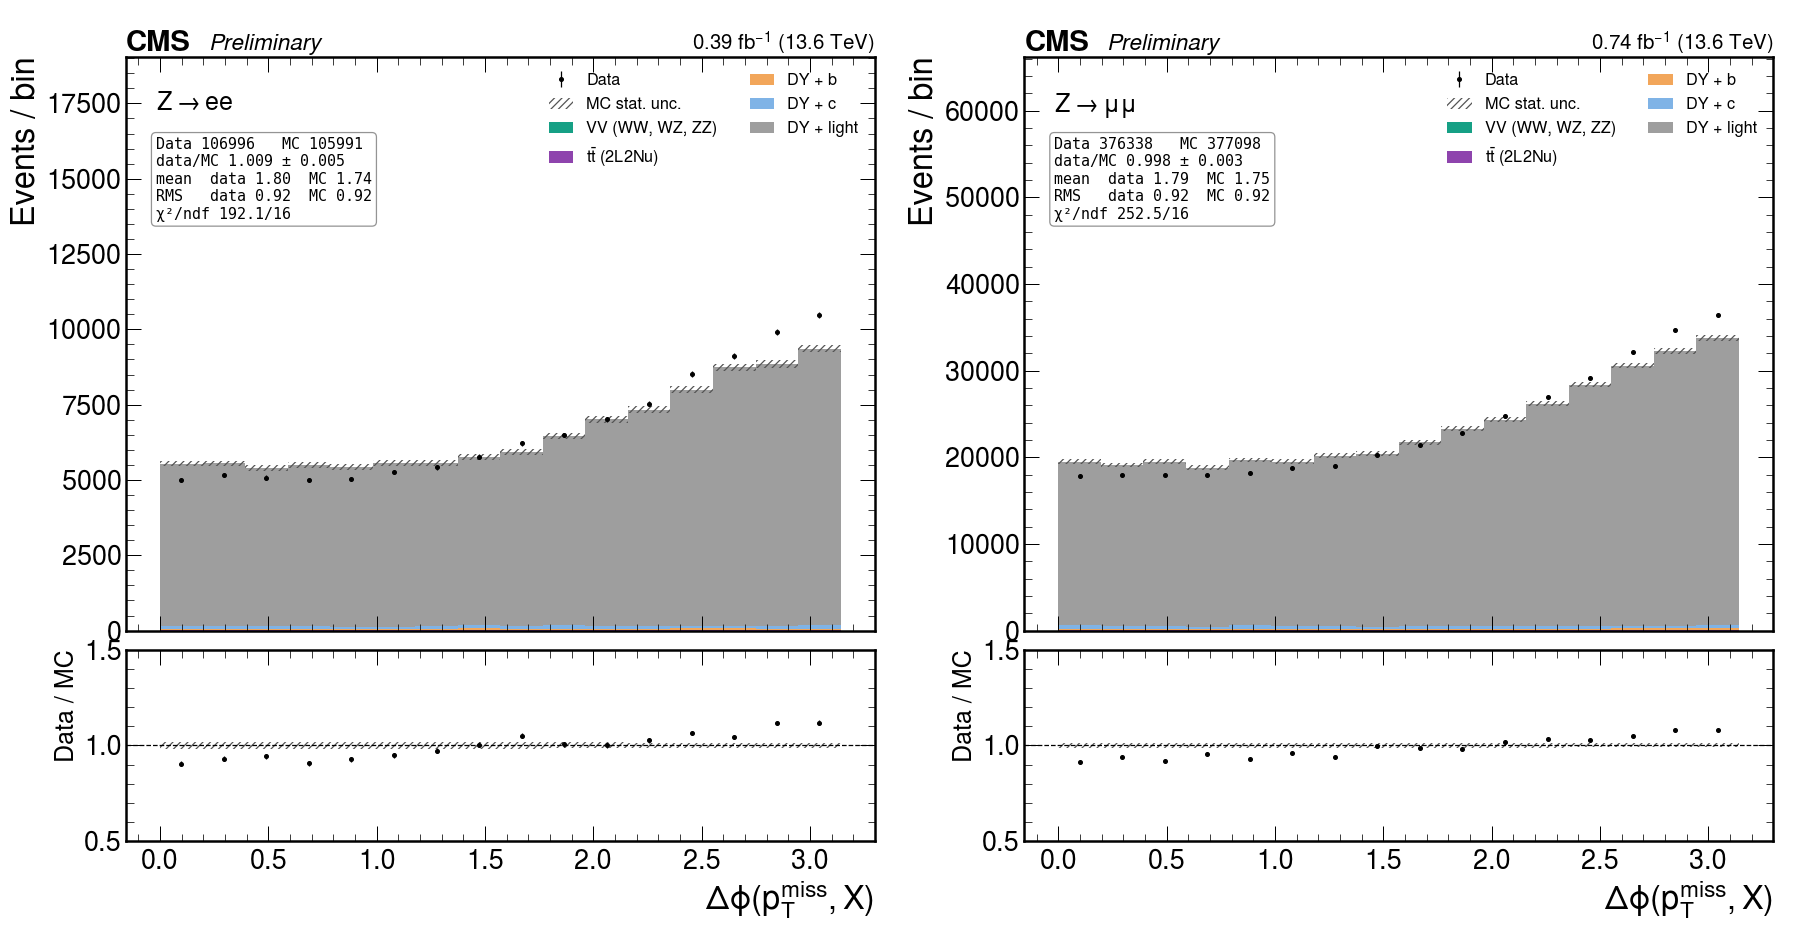 CMS Preliminary 0.39 fb⁻¹ (13.6 TeV)
Events / bin
Z → ee
Data 106996 MC 105991
data/MC 1.009 ± 0.005
mean data 1.80 MC 1.74
RMS data 0.92 MC 0.92
χ²/ndf 192.1/16
Data
MC stat. unc.
VV (WW, WZ, ZZ)
tt̄ (2L2Nu)
DY + b
DY + c
DY + light
17500
15000
12500
10000
7500
5000
2500
0
Data / MC
1.5
1.0
0.5
0.0 0.5 1.0 1.5 2.0 2.5 3.0
Δϕ(p_T^miss, X)
CMS Preliminary 0.74 fb⁻¹ (13.6 TeV)
Events / bin
Z → μμ
Data 376338 MC 377098
data/MC 0.998 ± 0.003
mean data 1.79 MC 1.75
RMS data 0.92 MC 0.92
χ²/ndf 252.5/16
Data
MC stat. unc.
VV (WW, WZ, ZZ)
tt̄ (2L2Nu)
DY + b
DY + c
DY + light
60000
50000
40000
30000
20000
10000
0
Data / MC
1.5
1.0
0.5
0.0 0.5 1.0 1.5 2.0 2.5 3.0
Δϕ(p_T^miss, X)